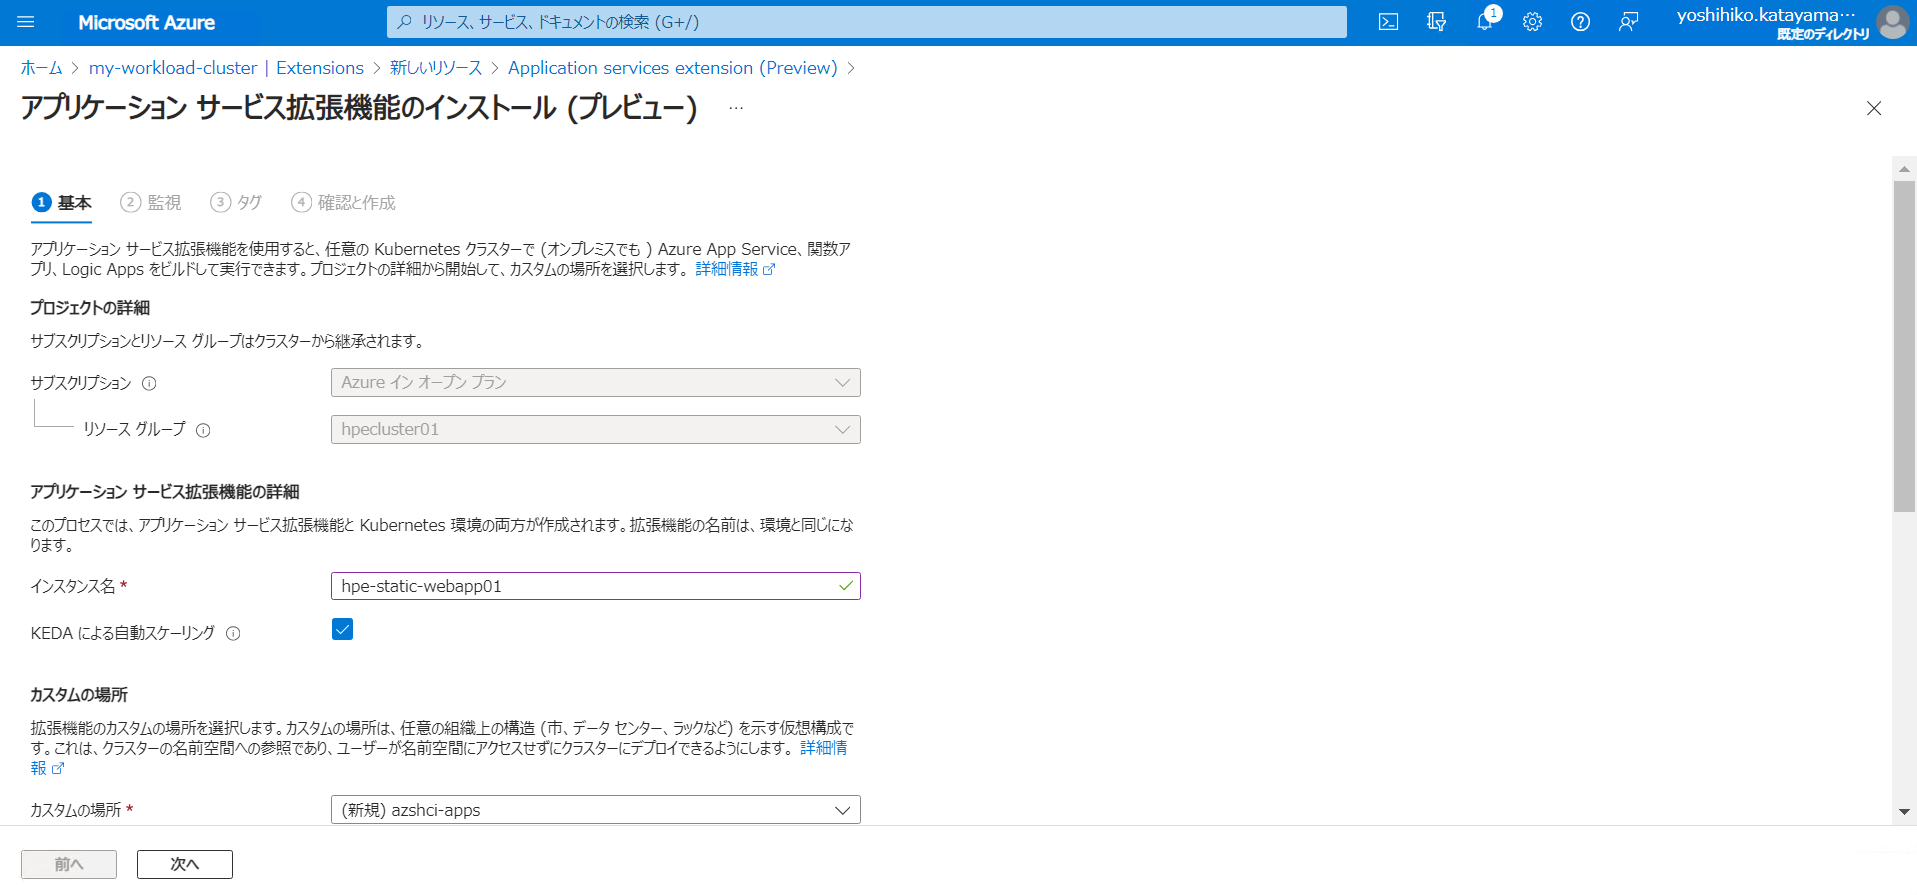 Microsoft Azure
リソース、サービス、ドキュメントの検索 (G+/)
1
yoshihiko.katayama…
既定のディレクトリ
ホーム > my-workload-cluster | Extensions > 新しいリソース > Application services extension (Preview) >
アプリケーション サービス拡張機能のインストール (プレビュー) …
1 基本 2 監視 3 タグ 4 確認と作成
アプリケーション サービス拡張機能を使用すると、任意の Kubernetes クラスターで (オンプレミスでも ) Azure App Service、関数ア
プリ、Logic Apps をビルドして実行できます。プロジェクトの詳細から開始して、カスタムの場所を選択します。 詳細情報
プロジェクトの詳細
サブスクリプションとリソース グループはクラスターから継承されます。
サブスクリプション Azure イン オープン プラン
リソース グループ hpecluster01
アプリケーション サービス拡張機能の詳細
このプロセスでは、アプリケーション サービス拡張機能と Kubernetes 環境の両方が作成されます。拡張機能の名前は、環境と同じにな
ります。
インスタンス名 * hpe-static-webapp01
KEDA による自動スケーリング
カスタムの場所
拡張機能のカスタムの場所を選択します。カスタムの場所は、任意の組織上の構造 (市、データ センター、ラックなど) を示す仮想構成で
す。これは、クラスターの名前空間への参照であり、ユーザーが名前空間にアクセスせずにクラスターにデプロイできるようにします。 詳細情
報
カスタムの場所 * (新規) azshci-apps
前へ 次へ